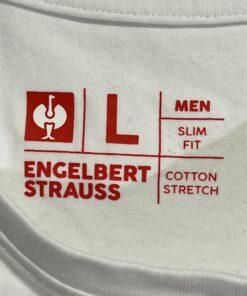 L
MEN
SLIM
FIT
ENGELBERT
STRAUSS
COTTON
STRETCH